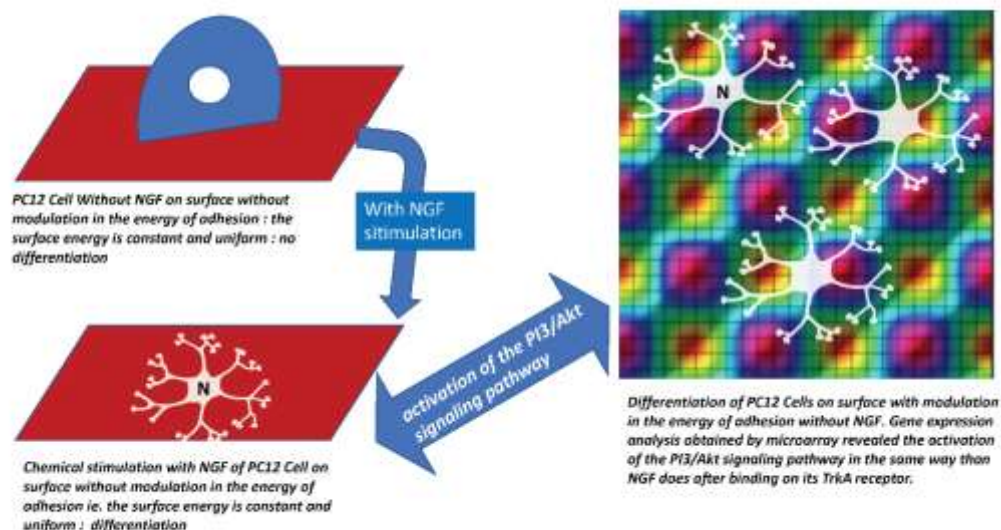 PC12 Cell Without NGF on surface without
modulation in the energy of adhesion : the
surface energy is constant and uniform : no
differentiation
With NGF
sitimulation
N
activation of the PI3/Akt
signaling pathway
Chemical stimulation with NGF of PC12 Cell on
surface without modulation in the energy of
adhesion ie. the surface energy is constant and
uniform : differentiation
N
Differentiation of PC12 Cells on surface with modulation
in the energy of adhesion without NGF. Gene expression
analysis obtained by microarray revealed the activation
of the PI3/Akt signaling pathway in the same way than
NGF does after binding on its TrkA receptor.